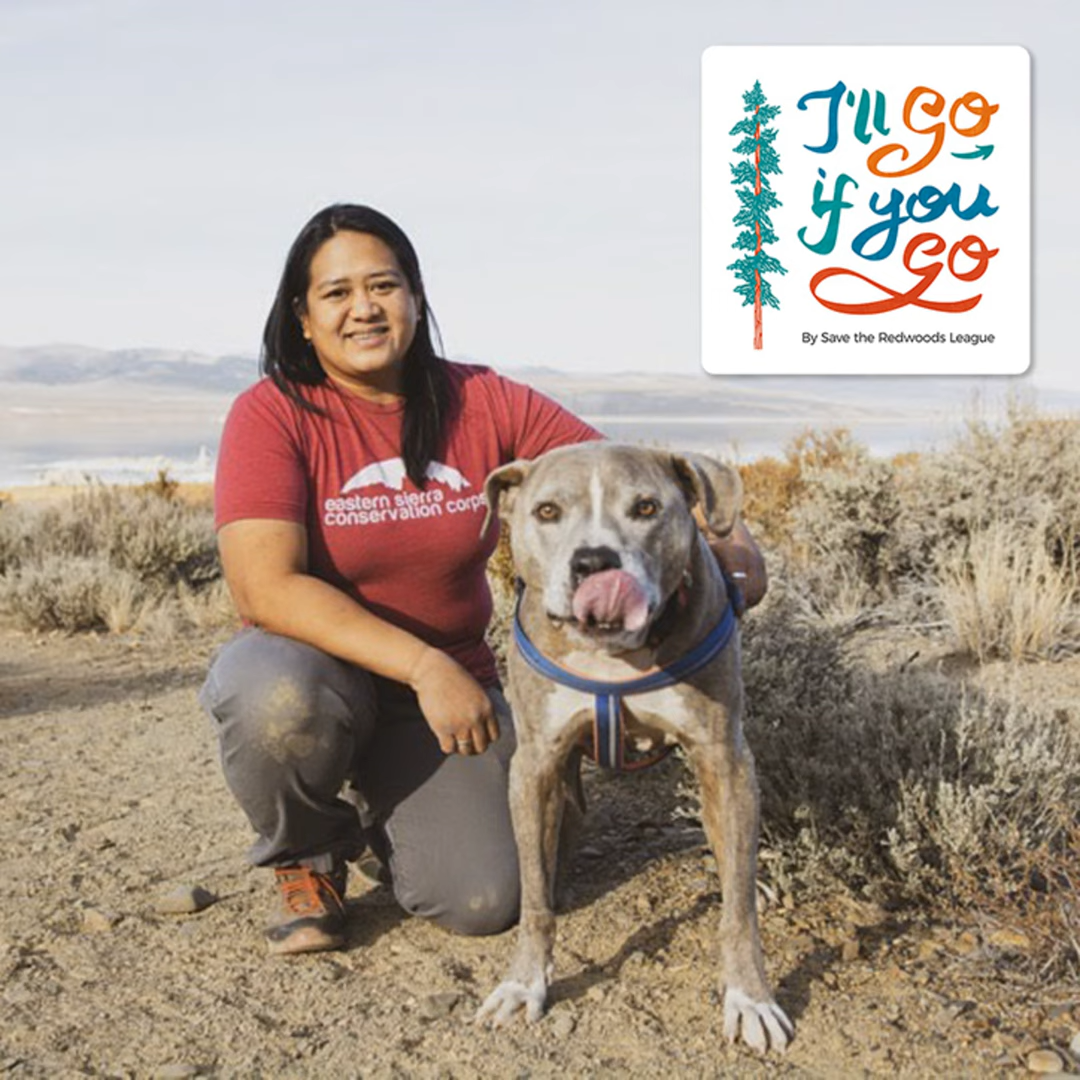 I'll Go
if you
Go
By Save the Redwoods League
eastern sierra
conservation corps